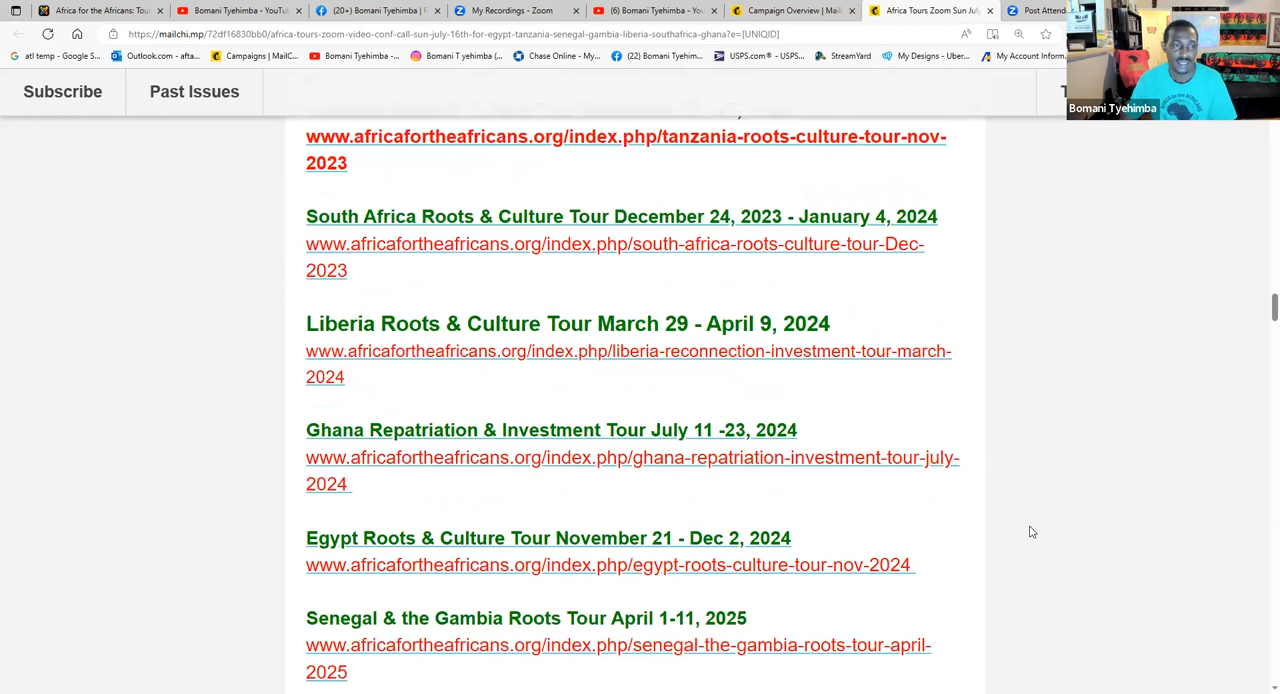 Africa for the Africans: Tou
Bomani Tyehimba - YouTu
(20+) Bomani Tyehimba | F
My Recordings - Zoom
(6) Bomani Tyehimba - You
Campaign Overview | Mail
Africa Tours Zoom Sun July
Post Attend
https://mailchi.mp/72df16830bb0/africa-tours-zoom-video-conf-call-sun-july-16th-for-egypt-tanzania-senegal-gambia-liberia-southafrica-ghana?e=[UNIQID]
atl temp - Google S...
Outlook.com - afta...
Campaigns | MailC...
Bomani Tyehimba -...
Bomani T yehimba (...
Chase Online - My...
(22) Bomani Tyehim...
USPS.com® - USPS...
StreamYard
My Designs - Uber...
My Account Inform
Subscribe
Past Issues
Bomani Tyehimba
www.africafortheafricans.org/index.php/tanzania-roots-culture-tour-nov-
2023
South Africa Roots & Culture Tour December 24, 2023 - January 4, 2024
www.africafortheafricans.org/index.php/south-africa-roots-culture-tour-Dec-
2023
Liberia Roots & Culture Tour March 29 - April 9, 2024
www.africafortheafricans.org/index.php/liberia-reconnection-investment-tour-march-
2024
Ghana Repatriation & Investment Tour July 11 -23, 2024
www.africafortheafricans.org/index.php/ghana-repatriation-investment-tour-july-
2024
Egypt Roots & Culture Tour November 21 - Dec 2, 2024
www.africafortheafricans.org/index.php/egypt-roots-culture-tour-nov-2024
Senegal & the Gambia Roots Tour April 1-11, 2025
www.africafortheafricans.org/index.php/senegal-the-gambia-roots-tour-april-
2025